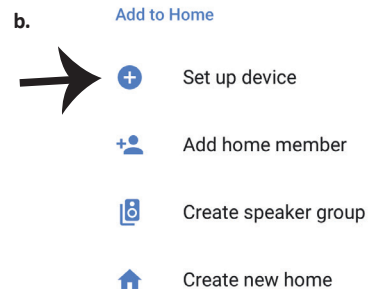 b.
Add to Home
Set up device
Add home member
Create speaker group
Create new home